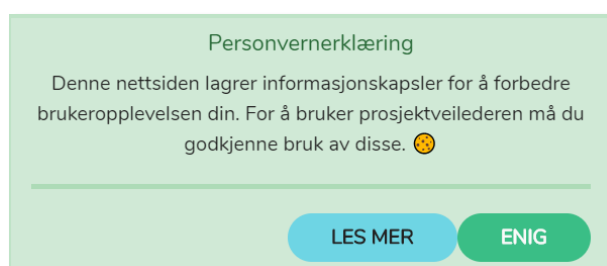 Personvernerklæring
Denne nettsiden lagrer informasjonskapsler for å forbedre
brukeropplevelsen din. For å bruker prosjektveilederen må du
godkjenne bruk av disse. 🍪
LES MER ENIG